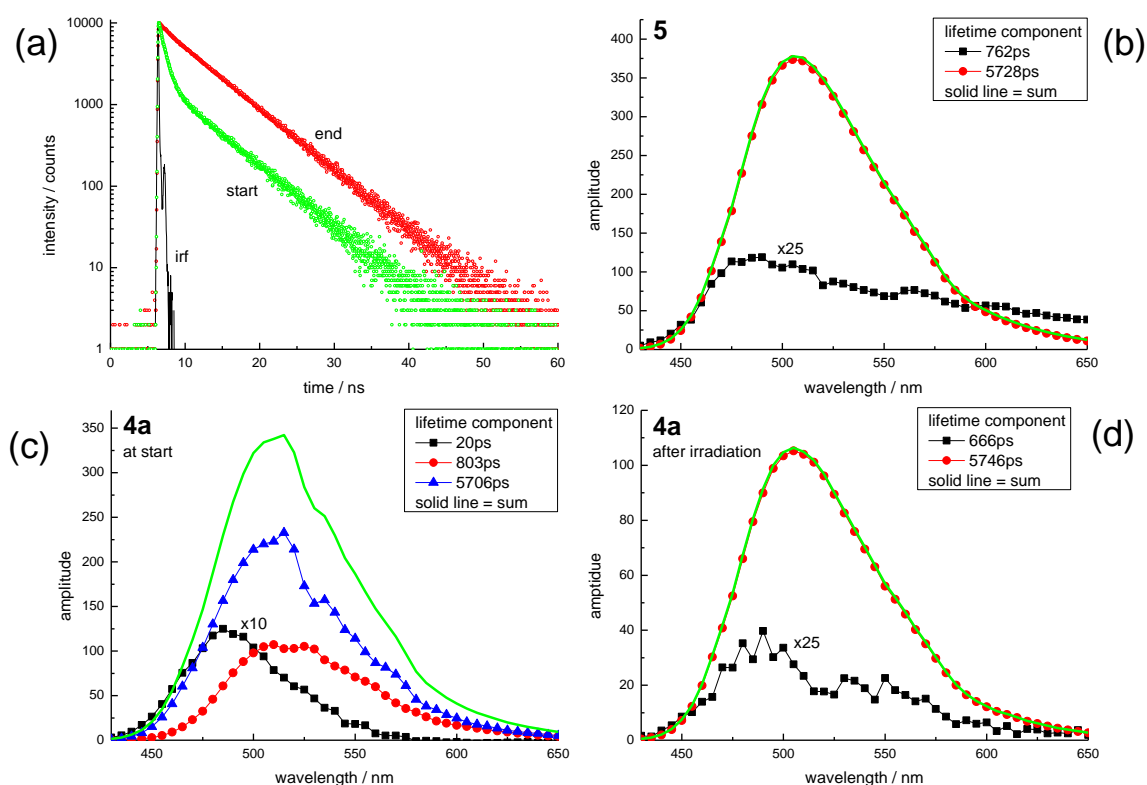 (a)
10000
1000
100
10
1
intensity / counts
end
start
irf
0 10 20 30 40 50 60
time / ns
5
(b)
lifetime component
762ps
5728ps
solid line = sum
400
350
300
250
200
150
100
50
0
amplitude
x25
450 500 550 600 650
wavelength / nm
(c)
4a
at start
lifetime component
20ps
803ps
5706ps
solid line = sum
350
300
250
200
150
100
50
0
amplitude
x10
450 500 550 600 650
wavelength / nm
4a
after irradiation
(d)
lifetime component
666ps
5746ps
solid line = sum
120
100
80
60
40
20
0
amptidue
x25
450 500 550 600 650
wavelength / nm